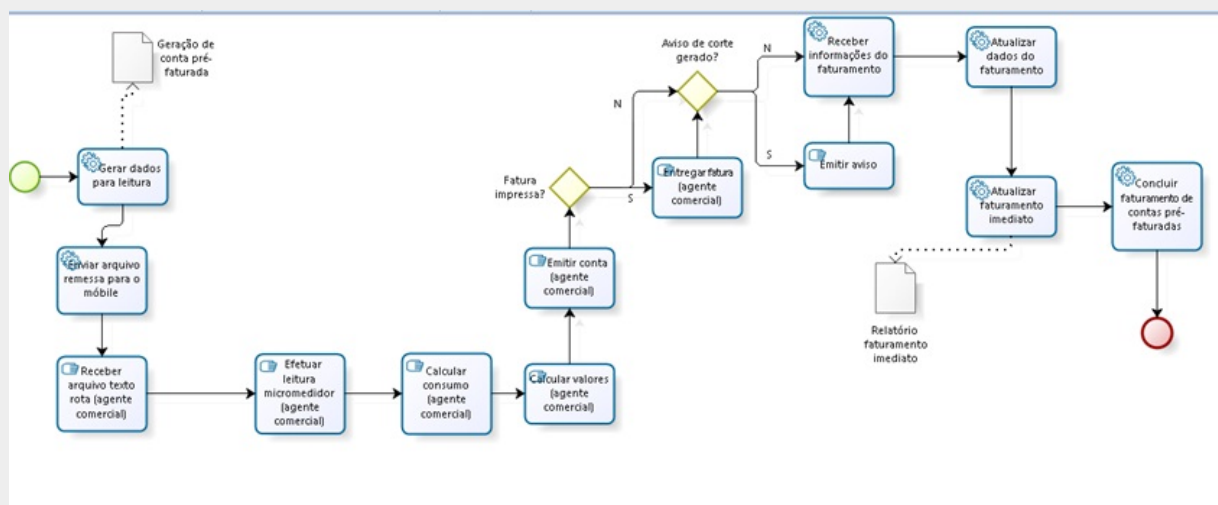 Geração de
conta pré-
faturada
Gerar dados
para leitura
Enviar arquivo
remessa para o
móbile
Receber
arquivo texto
rota (agente
comercial)
Efetuar
leitura
micromedidor
(agente
comercial)
Calcular
consumo
(agente
comercial)
Calcular valores
(agente
comercial)
Emitir conta
(agente
comercial)
Fatura
impressa?
N
S
Entregar fatura
(agente
comercial)
Aviso de corte
gerado?
N
S
Emitir aviso
Receber
informações do
faturamento
Atualizar
dados do
faturamento
Atualizar
faturamento
imediato
Relatório
faturamento
imediato
Concluir
faturamento de
contas pré-
faturadas